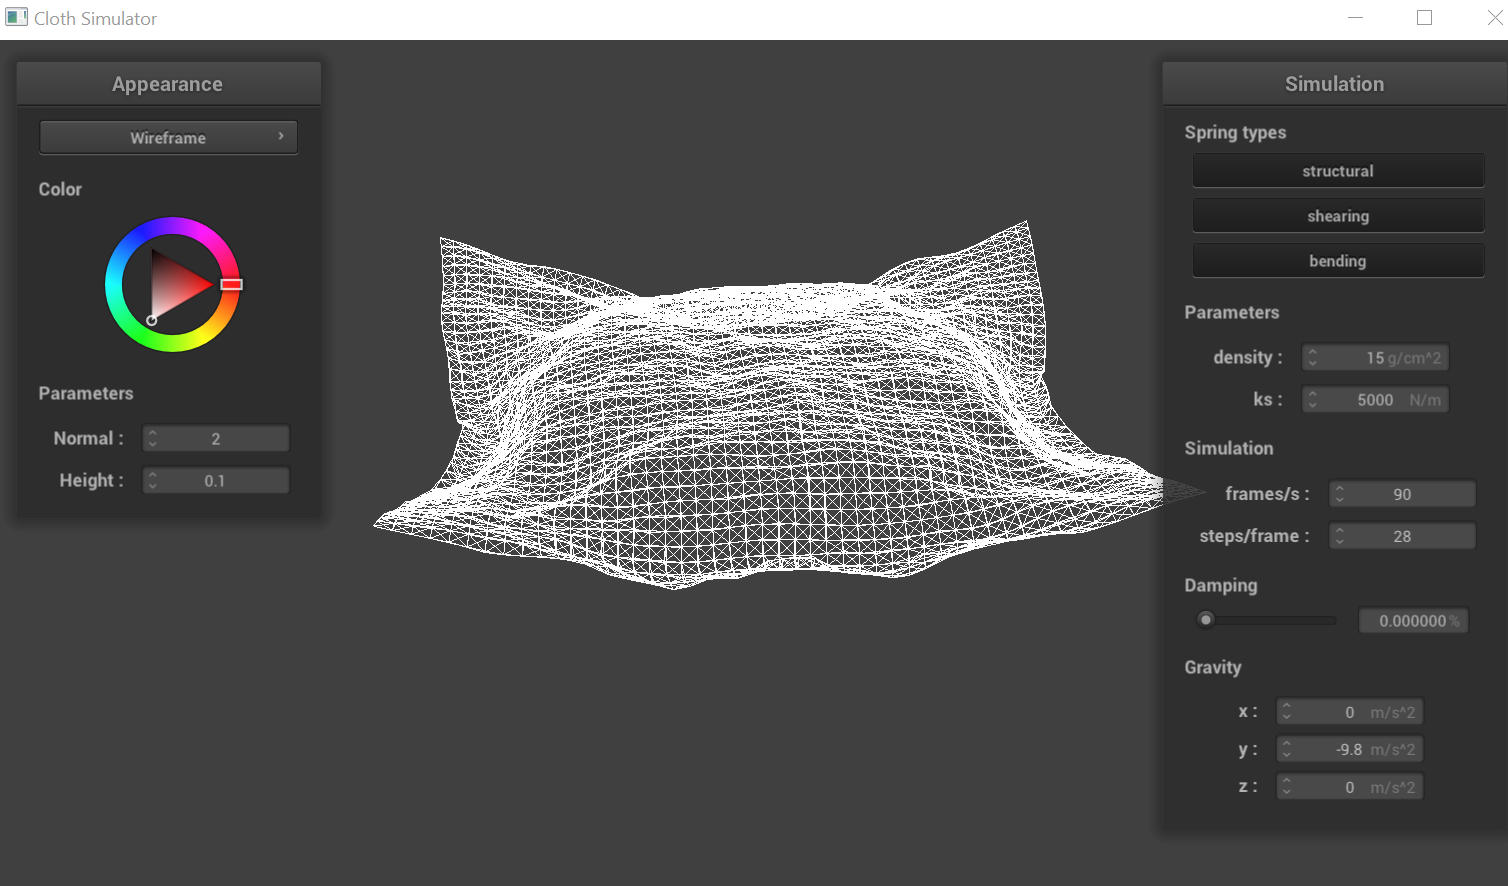 Cloth Simulator
Appearance
Wireframe
Color
Parameters
Normal : 2
Height : 0.1
Simulation
Spring types
structural
shearing
bending
Parameters
density : 15 g/cm^2
ks : 5000 N/m
Simulation
frames/s : 90
steps/frame : 28
Damping
0.000000 %
Gravity
x : 0 m/s^2
y : -9.8 m/s^2
z : 0 m/s^2